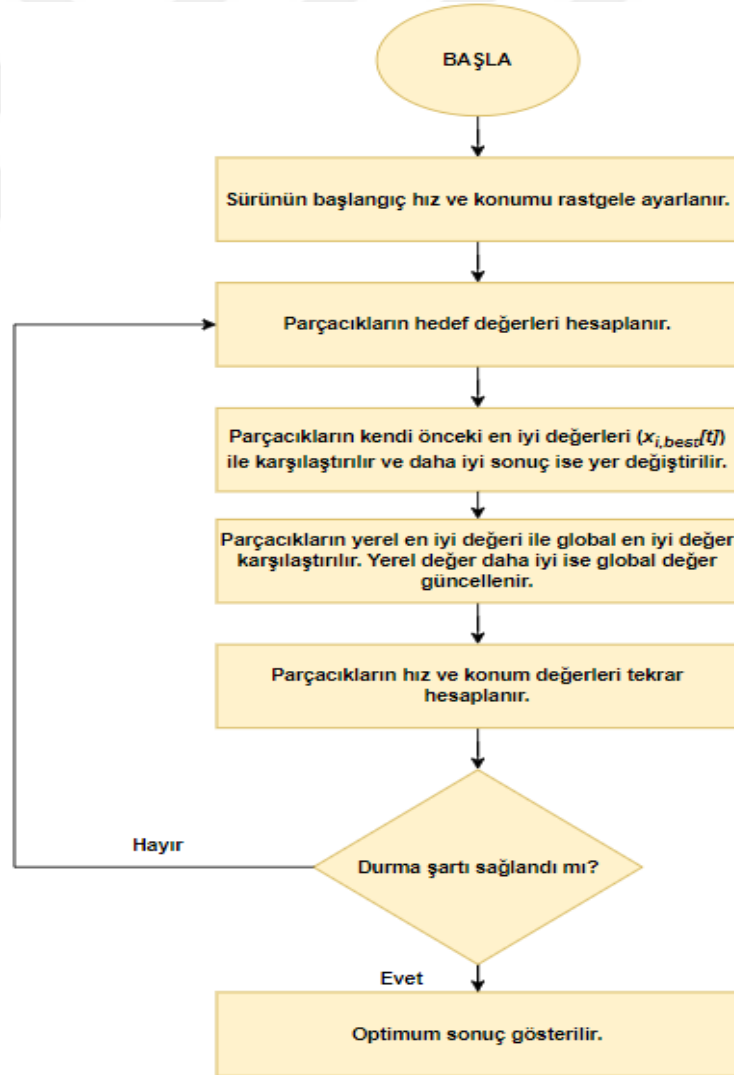 BAŞLA
Sürünün başlangıç hız ve konumu rastgele ayarlanır.
Parçacıkların hedef değerleri hesaplanır.
Parçacıkların kendi önceki en iyi değerleri (x_{i,best}[t])
ile karşılaştırılır ve daha iyi sonuç ise yer değiştirilir.
Parçacıkların yerel en iyi değeri ile global en iyi değer
karşılaştırılır. Yerel değer daha iyi ise global değer
güncellenir.
Parçacıkların hız ve konum değerleri tekrar
hesaplanır.
Hayır
Durma şartı sağlandı mı?
Evet
Optimum sonuç gösterilir.